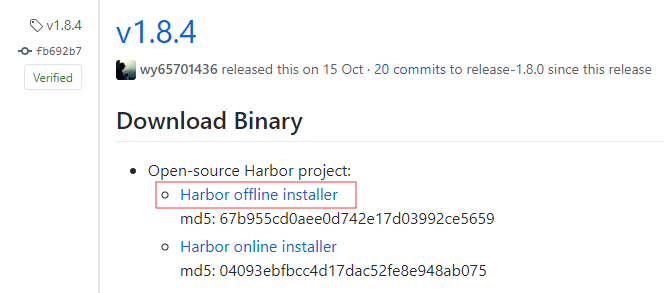 v1.8.4
fb692b7
Verified
v1.8.4
wy65701436 released this on 15 Oct · 20 commits to release-1.8.0 since this release
Download Binary
Open-source Harbor project:
Harbor offline installer
md5: 67b955cd0aee0d742e17d03992ce5659
Harbor online installer
md5: 04093ebfbcc4d17dac52fe8e948ab075